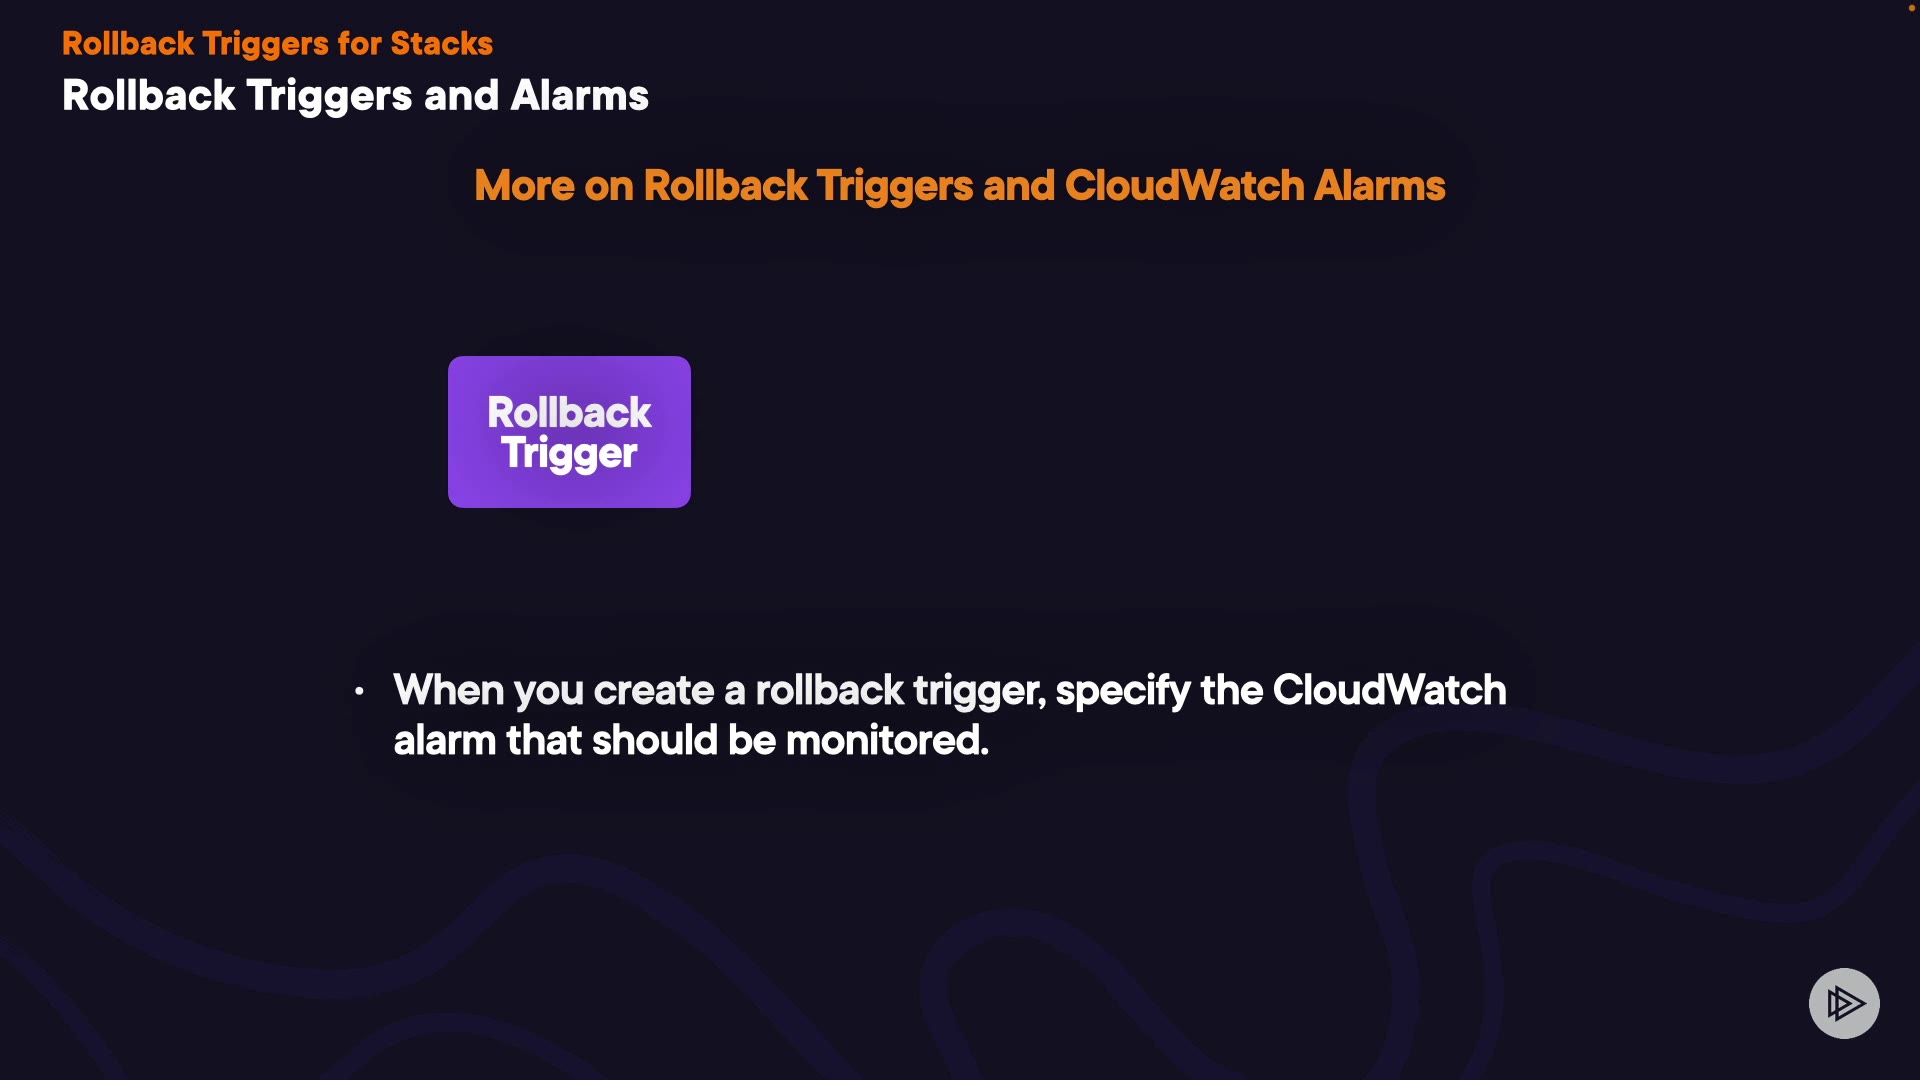 Rollback Triggers for Stacks
Rollback Triggers and Alarms
More on Rollback Triggers and CloudWatch Alarms
Rollback
Trigger
• When you create a rollback trigger, specify the CloudWatch
alarm that should be monitored.